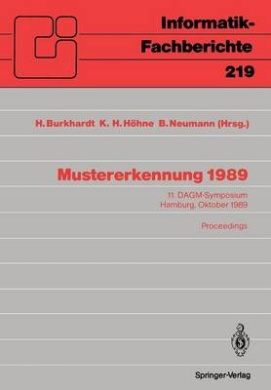 Informatik-
Fachberichte
219
H. Burkhardt K. H. Höhne B. Neumann (Hrsg.)
Mustererkennung 1989
11. DAGM-Symposium
Hamburg, Oktober 1989
Proceedings
Springer-Verlag